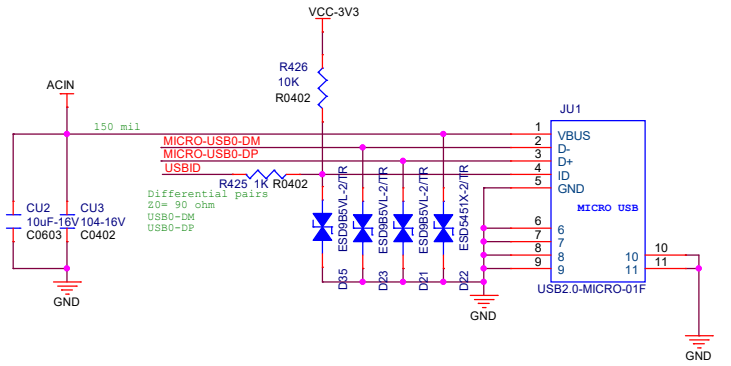 VCC-3V3
R426
10K
R0402
ACIN
JU1
150 mil
1
VBUS
MICRO-USB0-DM
2
D-
MICRO-USB0-DP
3
D+
USBID
4
ID
R425 1K R0402
5
GND
Differential pairs
Z0= 90 ohm
USB0-DM
USB0-DP
MICRO USB
CU2
10uF-16V
C0603
CU3
104-16V
C0402
ESD9B5VL-2/TR
ESD9B5VL-2/TR
ESD9B5VL-2/TR
ESD5451X-2/TR
6
6
7
7
8
8
9
9
10
10
11
11
D35
D23
D21
D22
USB2.0-MICRO-01F
GND
GND
GND